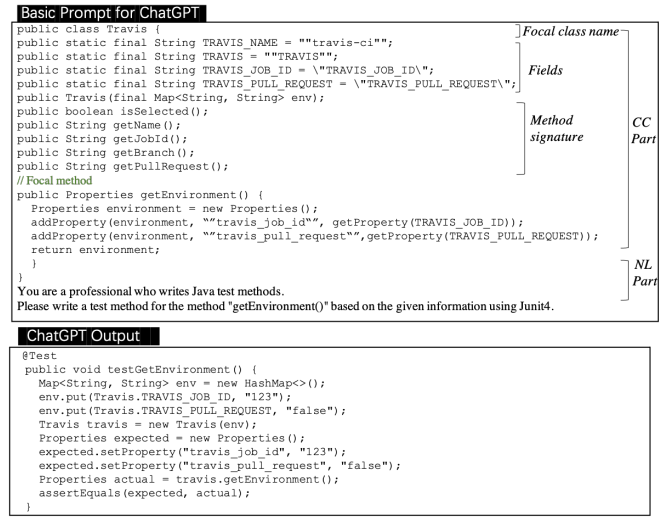 Basic Prompt for ChatGPT
public class Travis {
Focal class name
public static final String TRAVIS_NAME = ""travis-ci"";
public static final String TRAVIS = ""TRAVIS"";
public static final String TRAVIS_JOB_ID = \"TRAVIS_JOB_ID\";
public static final String TRAVIS_PULL_REQUEST = \"TRAVIS_PULL_REQUEST\";
Fields
public Travis(final Map<String, String> env);
public boolean isSelected();
public String getName();
public String getJobId();
public String getBranch();
public String getPullRequest();
Method
signature
CC
Part
// Focal method
public Properties getEnvironment() {
Properties environment = new Properties();
addProperty(environment, “”travis_job_id“”, getProperty(TRAVIS_JOB_ID));
addProperty(environment, “”travis_pull_request“”,getProperty(TRAVIS_PULL_REQUEST));
return environment;
}
}
NL
Part
You are a professional who writes Java test methods.
Please write a test method for the method "getEnvironment()" based on the given information using Junit4.
ChatGPT Output
@Test
public void testGetEnvironment() {
Map<String, String> env = new HashMap<>();
env.put(Travis.TRAVIS_JOB_ID, "123");
env.put(Travis.TRAVIS_PULL_REQUEST, "false");
Travis travis = new Travis(env);
Properties expected = new Properties();
expected.setProperty("travis_job_id", "123");
expected.setProperty("travis_pull_request", "false");
Properties actual = travis.getEnvironment();
assertEquals(expected, actual);
}